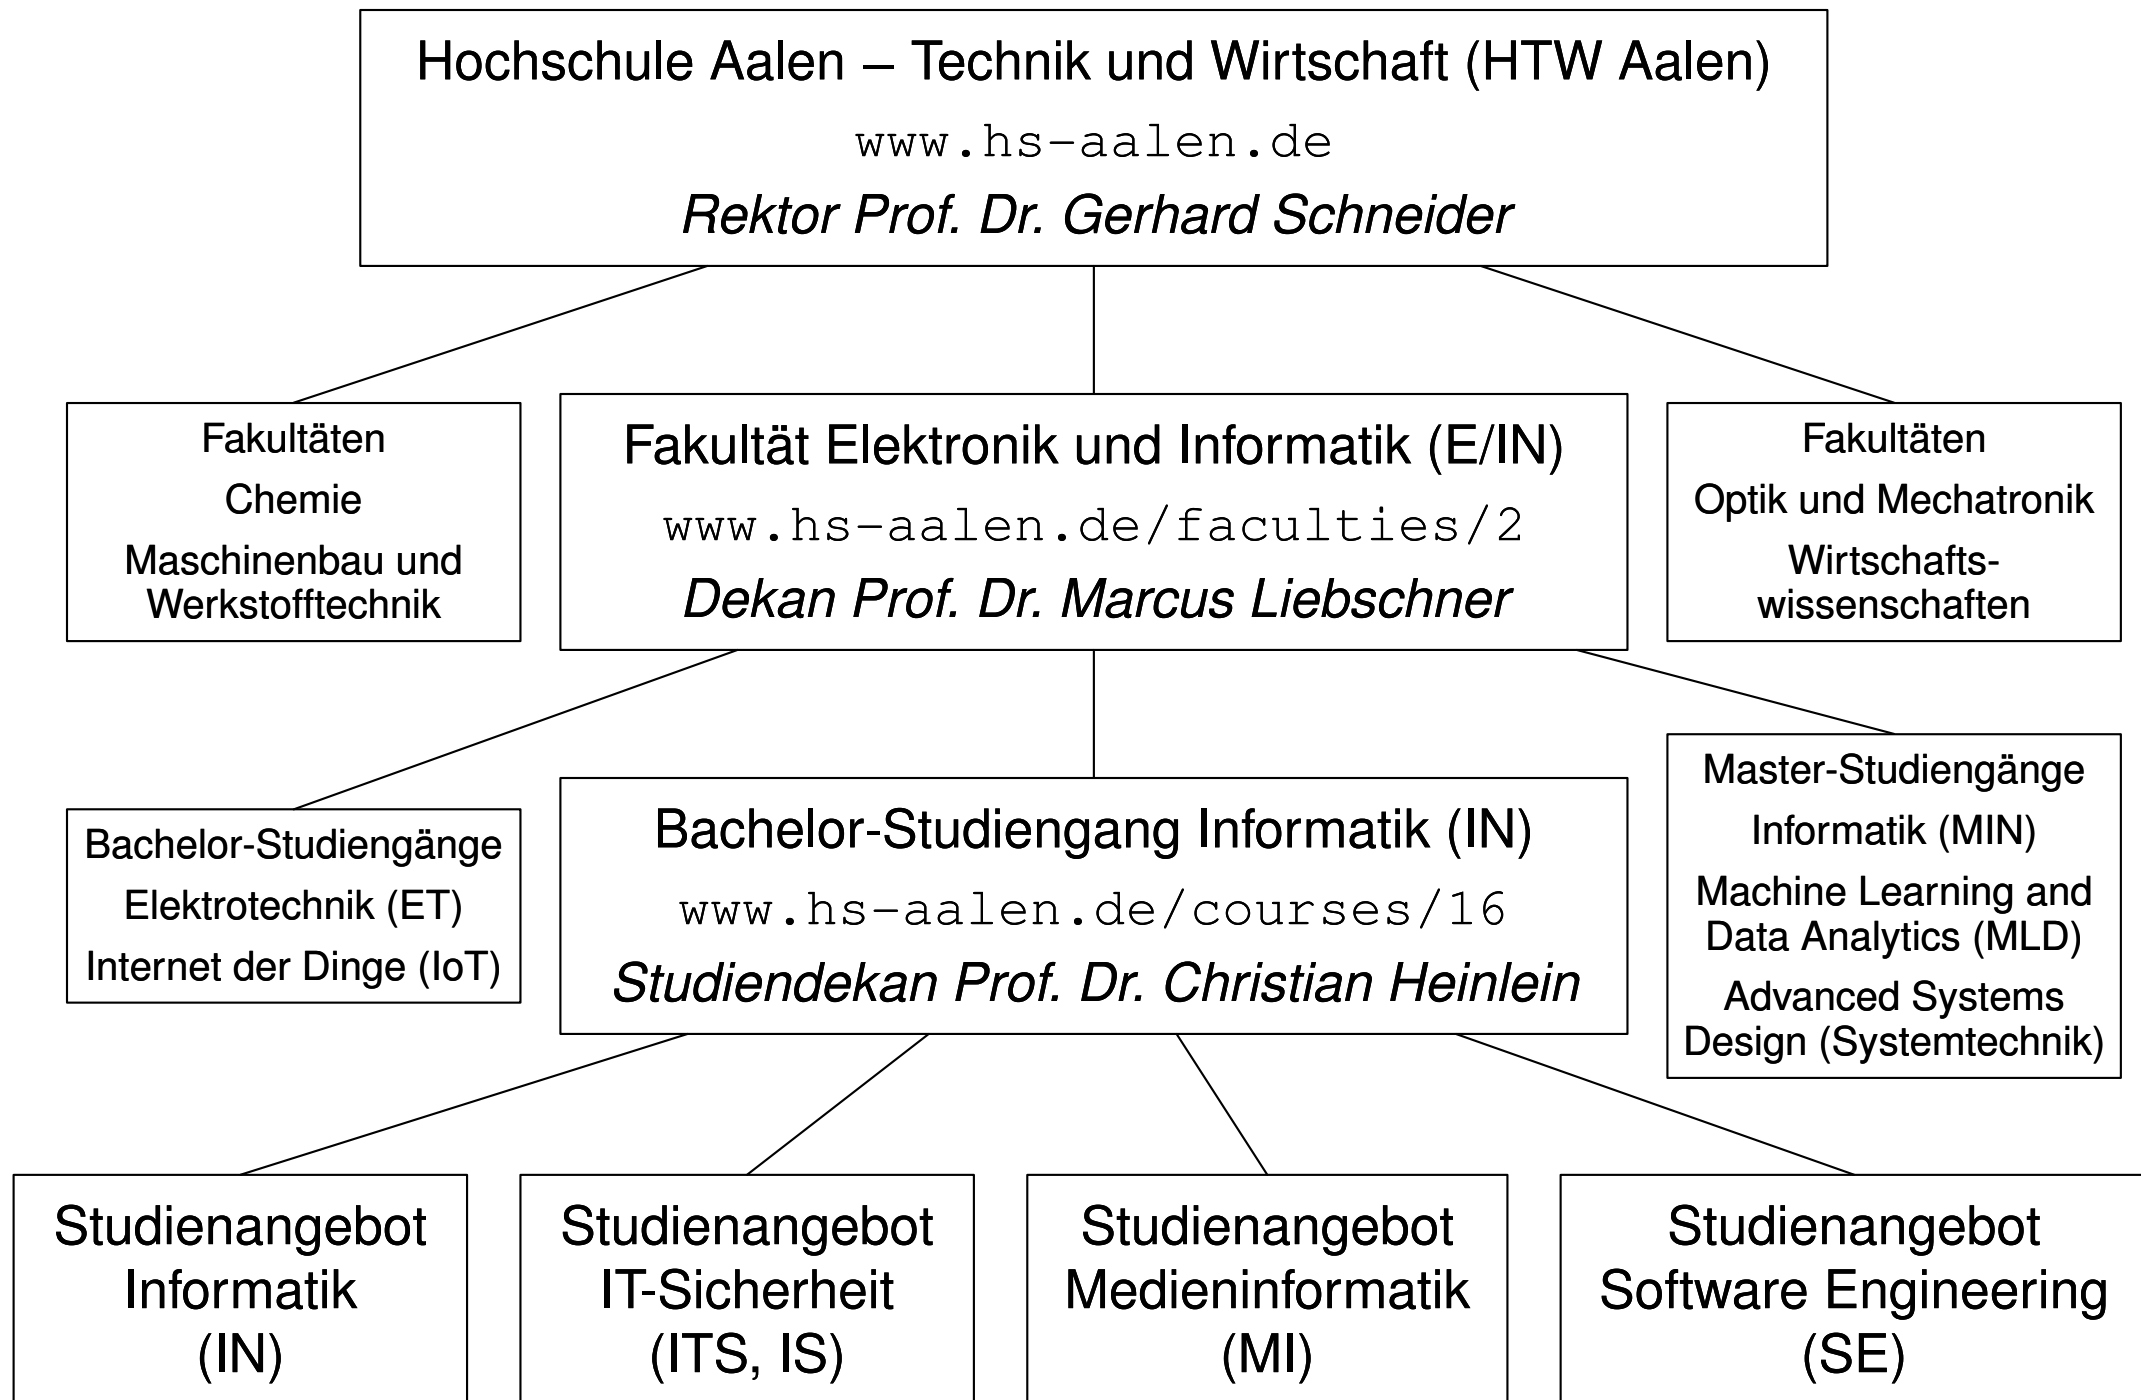 Hochschule Aalen – Technik und Wirtschaft (HTW Aalen)
www.hs-aalen.de
Rektor Prof. Dr. Gerhard Schneider
Fakultäten
Chemie
Maschinenbau und
Werkstofftechnik
Fakultät Elektronik und Informatik (E/IN)
www.hs-aalen.de/faculties/2
Dekan Prof. Dr. Marcus Liebschner
Fakultäten
Optik und Mechatronik
Wirtschafts-
wissenschaften
Bachelor-Studiengänge
Elektrotechnik (ET)
Internet der Dinge (IoT)
Bachelor-Studiengang Informatik (IN)
www.hs-aalen.de/courses/16
Studiendekan Prof. Dr. Christian Heinlein
Master-Studiengänge
Informatik (MIN)
Machine Learning and
Data Analytics (MLD)
Advanced Systems
Design (Systemtechnik)
Studienangebot
Informatik
(IN)
Studienangebot
IT-Sicherheit
(ITS, IS)
Studienangebot
Medieninformatik
(MI)
Studienangebot
Software Engineering
(SE)